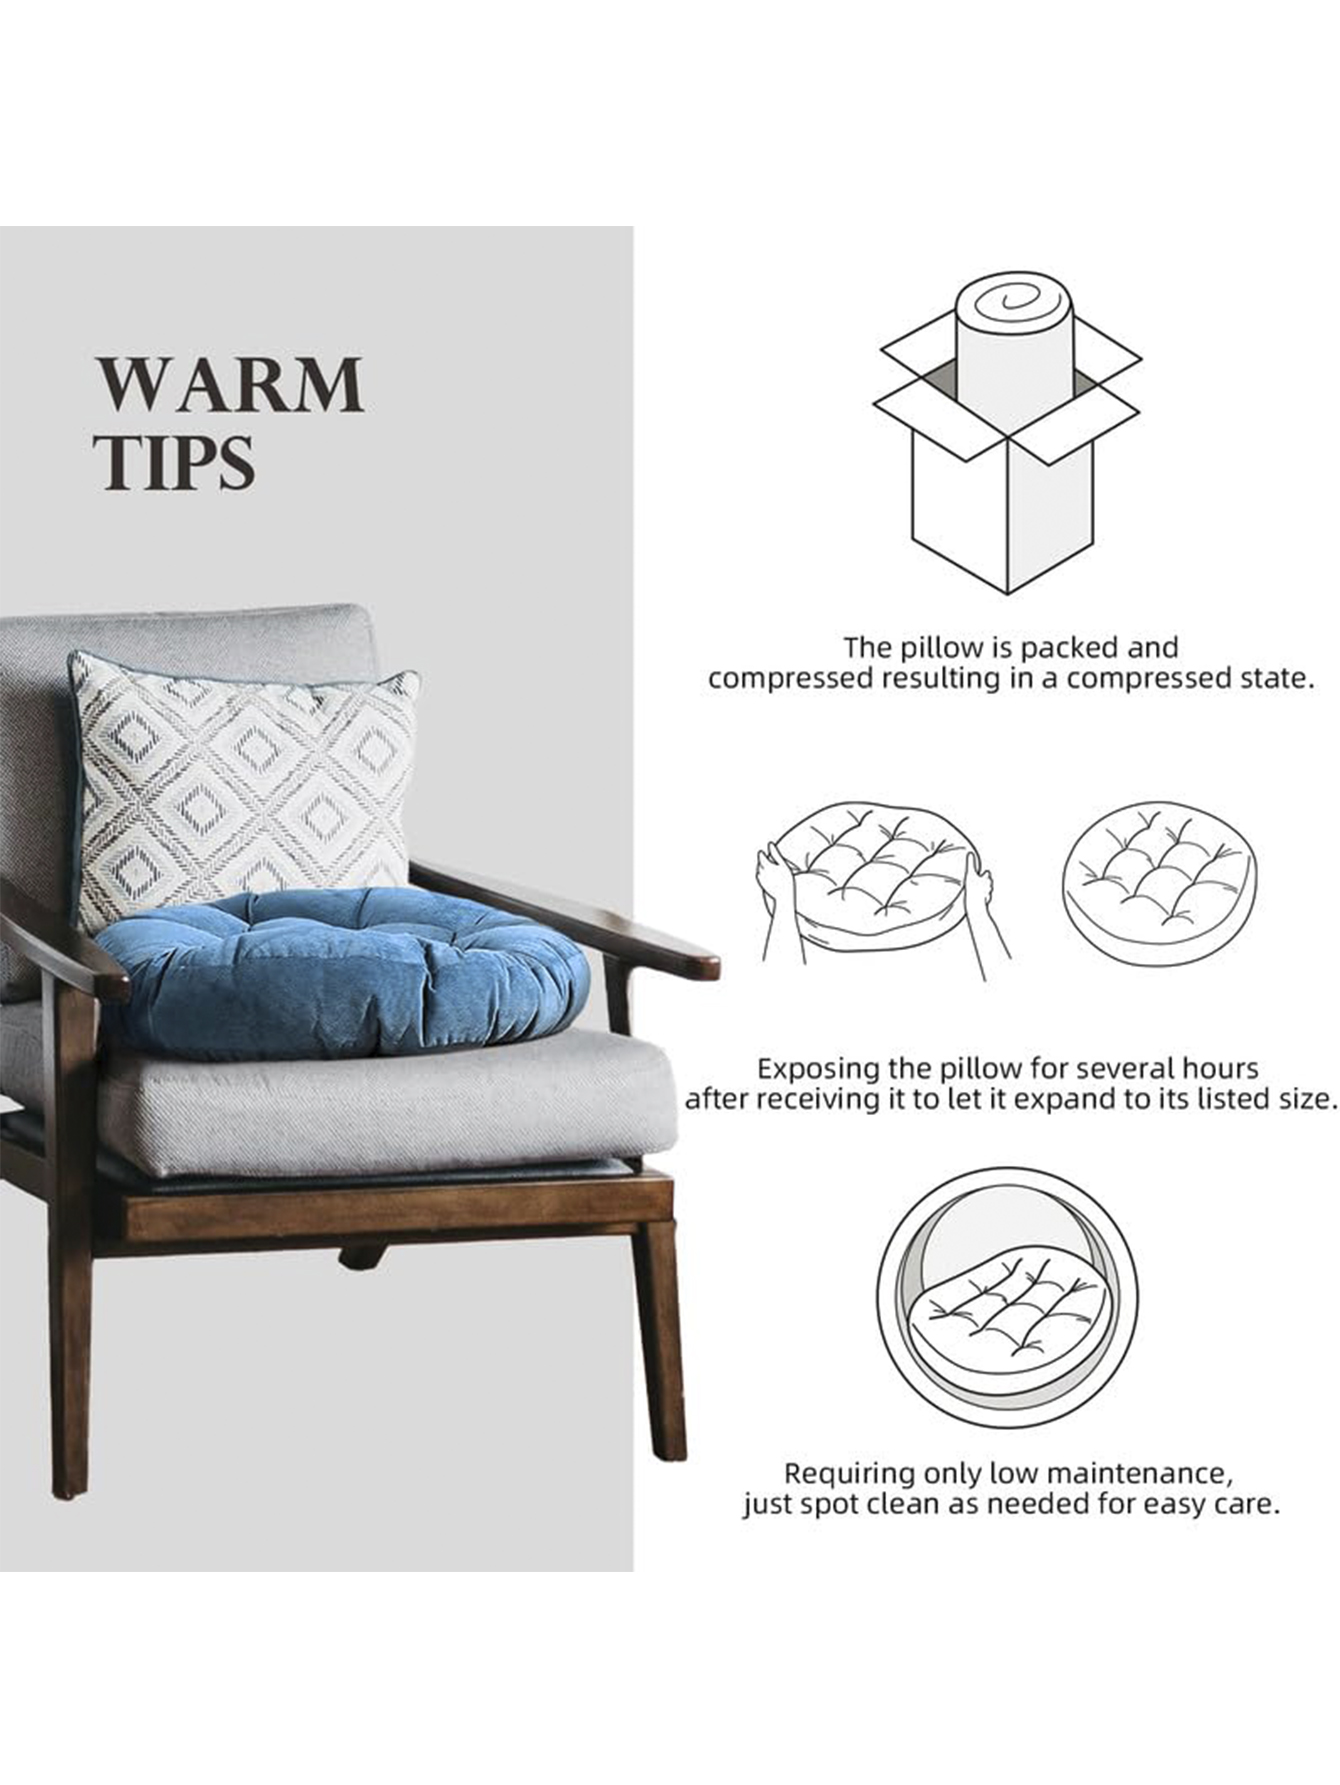 WARM
TIPS
The pillow is packed and
compressed resulting in a compressed state.
Exposing the pillow for several hours
after receiving it to let it expand to its listed size.
Requiring only low maintenance,
just spot clean as needed for easy care.